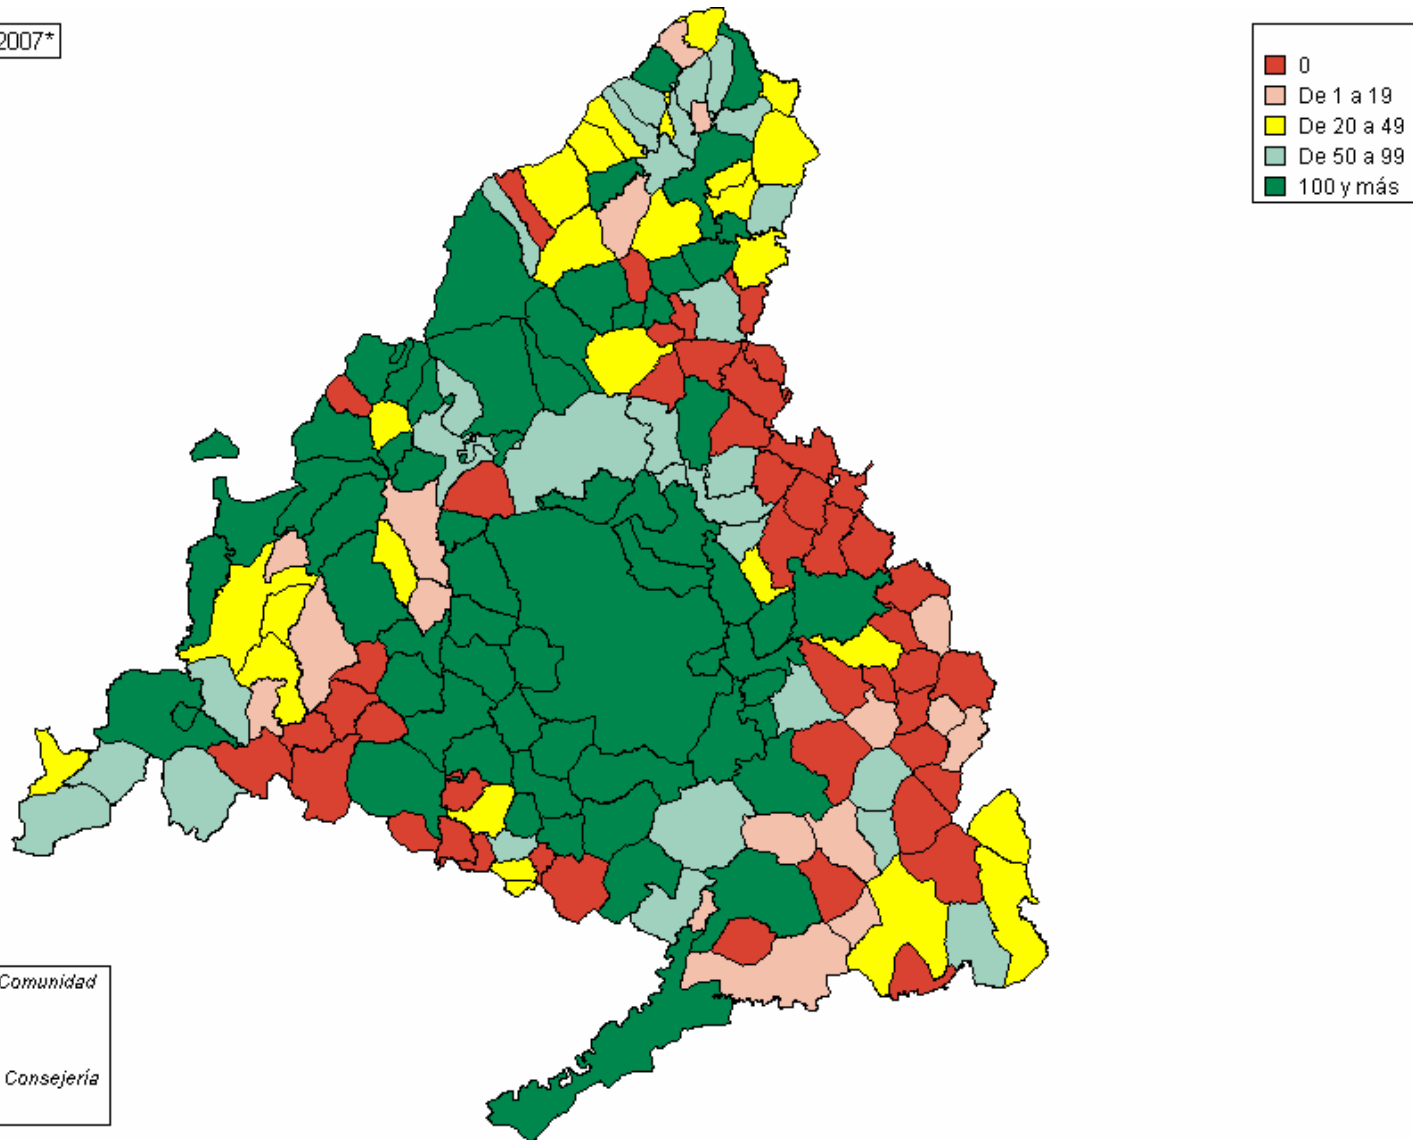 2007*
0
De 1 a 19
De 20 a 49
De 50 a 99
100 y más
Comunidad
Consejería